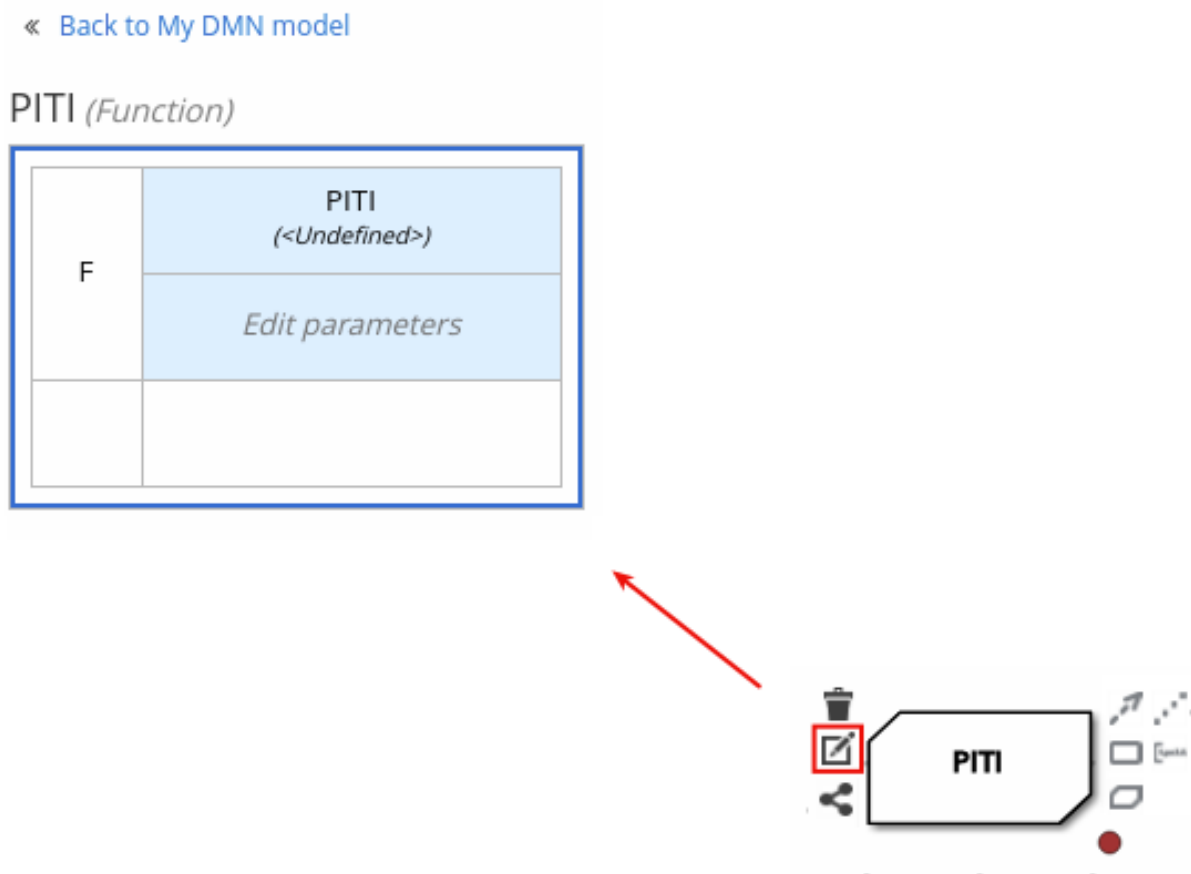 « Back to My DMN model
PITI (Function)
PITI
(<Undefined>)
F
Edit parameters
PITI